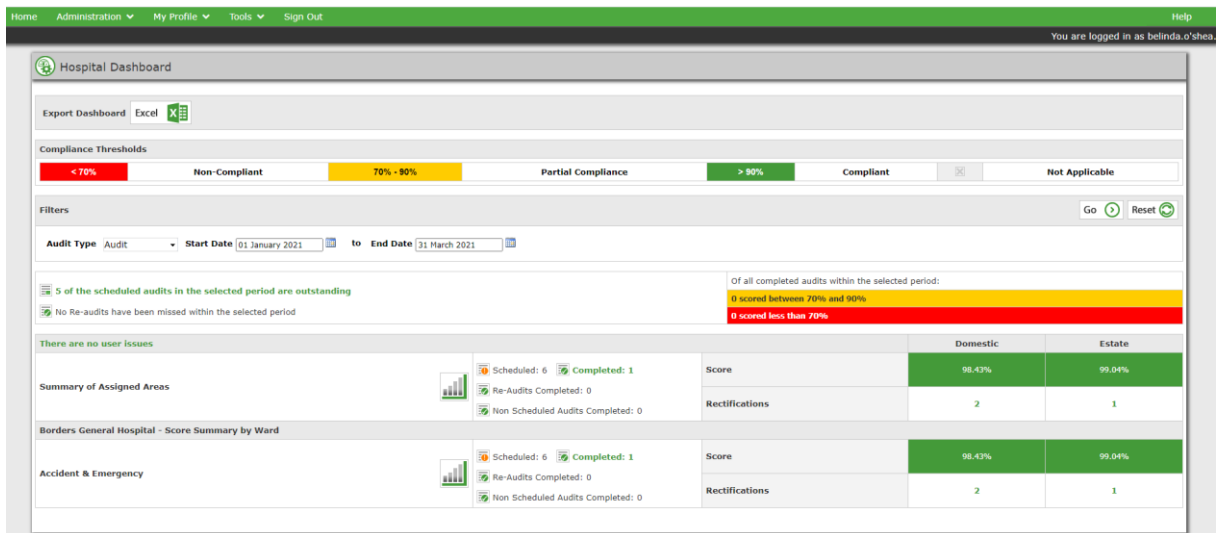 Home Administration My Profile Tools Sign Out Help
You are logged in as belinda.o'shea.
Hospital Dashboard
Export Dashboard Excel
Compliance Thresholds
< 70% Non-Compliant 70% - 90% Partial Compliance > 90% Compliant Not Applicable
Filters Go Reset
Audit Type Audit Start Date 01 January 2021 to End Date 31 March 2021
5 of the scheduled audits in the selected period are outstanding
No Re-audits have been missed within the selected period
Of all completed audits within the selected period:
0 scored between 70% and 90%
0 scored less than 70%
There are no user issues Domestic Estate
Summary of Assigned Areas
Scheduled: 6 Completed: 1
Re-Audits Completed: 0
Non Scheduled Audits Completed: 0
Score 98.43% 99.04%
Rectifications 2 1
Borders General Hospital - Score Summary by Ward
Accident & Emergency
Scheduled: 6 Completed: 1
Re-Audits Completed: 0
Non Scheduled Audits Completed: 0
Score 98.43% 99.04%
Rectifications 2 1